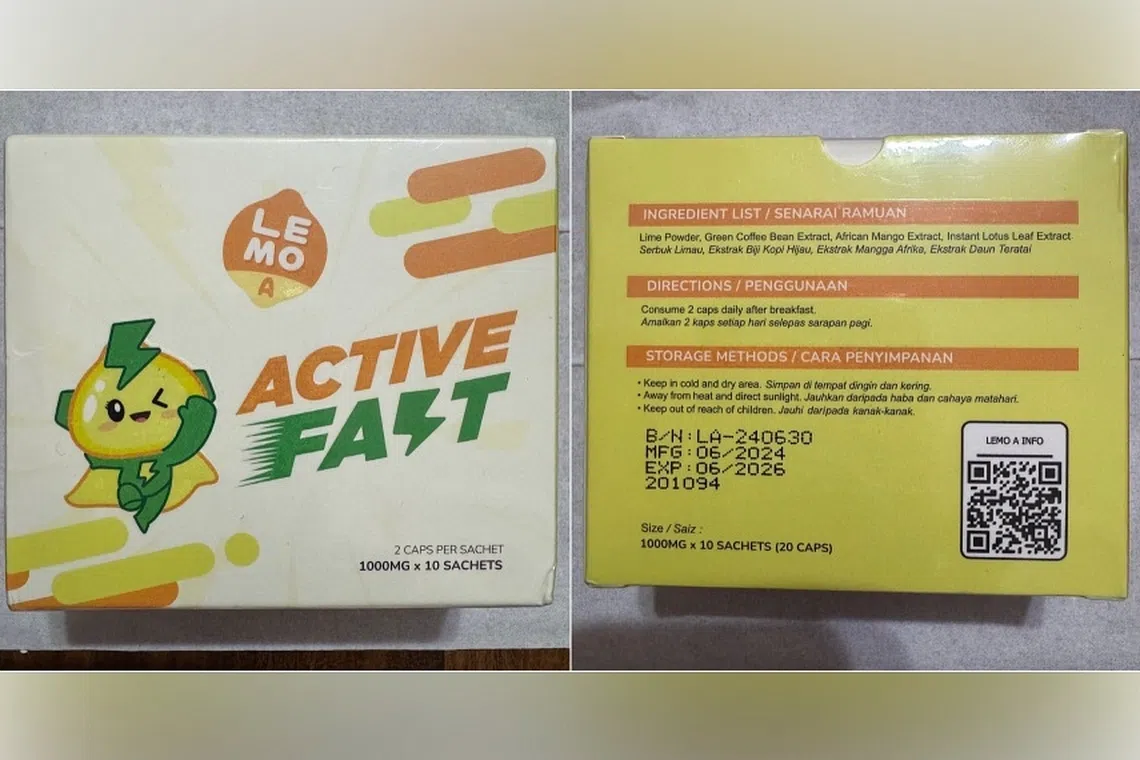 LE
MO
A
ACTIVE
FAST
2 CAPS PER SACHET
1000MG x 10 SACHETS
INGREDIENT LIST / SENARAI RAMUAN
Lime Powder, Green Coffee Bean Extract, African Mango Extract, Instant Lotus Leaf Extract
Serbuk Limau, Ekstrak Biji Kopi Hijau, Ekstrak Mangga Afrika, Ekstrak Daun Teratai
DIRECTIONS / PENGGUNAAN
Consume 2 caps daily after breakfast.
Amalkan 2 kaps setiap hari selepas sarapan pagi.
STORAGE METHODS / CARA PENYIMPANAN
• Keep in cold and dry area. Simpan di tempat dingin dan kering.
• Away from heat and direct sunlight. Jauhkan daripada haba dan cahaya matahari.
• Keep out of reach of children. Jauhi daripada kanak-kanak.
B/N:LA-240630
MFG:06/2024
EXP:06/2026
201094
LEMO A INFO
Size / Saiz :
1000MG x 10 SACHETS (20 CAPS)